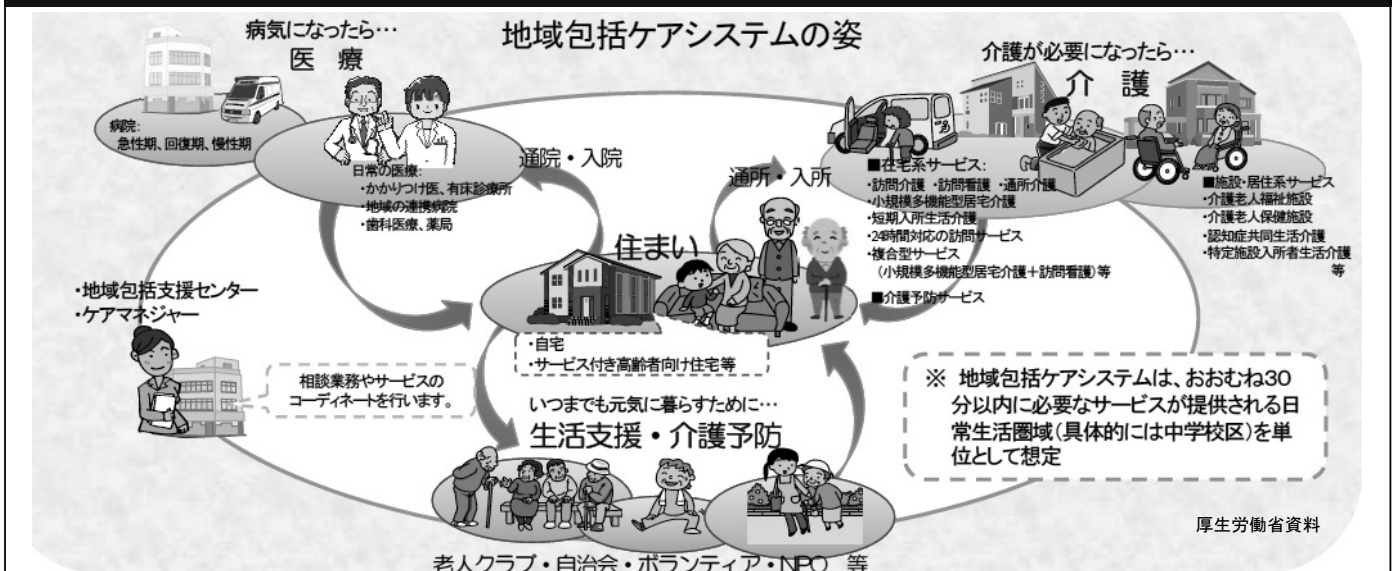 地域包括ケアシステムの姿
病気になったら…
医 療
病院:
急性期、回復期、慢性期
日常の医療:
・かかりつけ医、有床診療所
・地域の連携病院
・歯科医療、薬局
通院・入院
通所・入所
介護が必要になったら…
介 護
■在宅系サービス:
・訪問介護 ・訪問看護 ・通所介護
・小規模多機能型居宅介護
・短期入所生活介護
・24時間対応の訪問サービス
・複合型サービス
(小規模多機能型居宅介護+訪問看護)等
■介護予防サービス
■施設・居住系サービス
・介護老人福祉施設
・介護老人保健施設
・認知症共同生活介護
・特定施設入所者生活介護
等
住まい
・自宅
・サービス付き高齢者向け住宅等
・地域包括支援センター
・ケアマネジャー
相談業務やサービスの
コーディネートを行います。
いつまでも元気に暮らすために…
生活支援・介護予防
老人クラブ・自治会・ボランティア・NPO 等
※ 地域包括ケアシステムは、おおむね30
分以内に必要なサービスが提供される日
常生活圏域(具体的には中学校区)を単
位として想定
厚生労働省資料